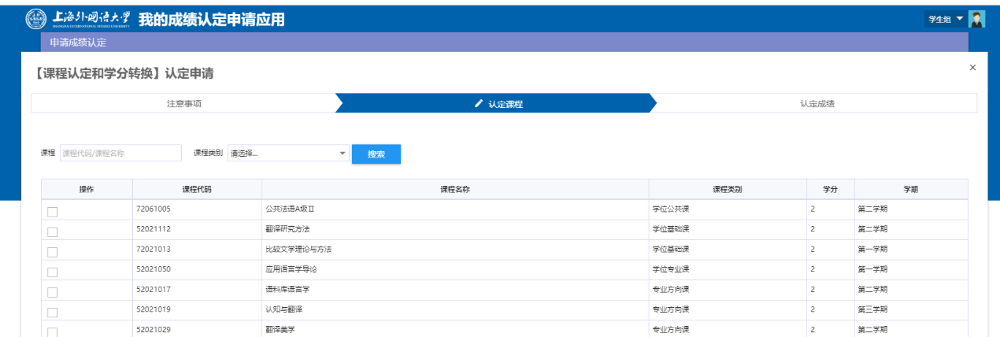 上海外国语大学 我的成绩认定申请应用 学生组
SHANGHAI INTERNATIONAL STUDIES UNIVERSITY
申请成绩认定
【课程认定和学分转换】认定申请 ×
注意事项 认定课程 认定成绩
课程 课程代码/课程名称 课程类别 请选择... 搜索
操作 课程代码 课程名称 课程类别 学分 学期
72061005 公共法语A级Ⅱ 学位公共课 2 第二学期
52021112 翻译研究方法 学位基础课 2 第二学期
72021013 比较文学理论与方法 学位基础课 2 第一学期
52021050 应用语言学导论 学位专业课 2 第一学期
52021017 语料库语言学 专业方向课 2 第二学期
52021019 认知与翻译 专业方向课 2 第三学期
52021029 翻译美学 专业方向课 2 第二学期